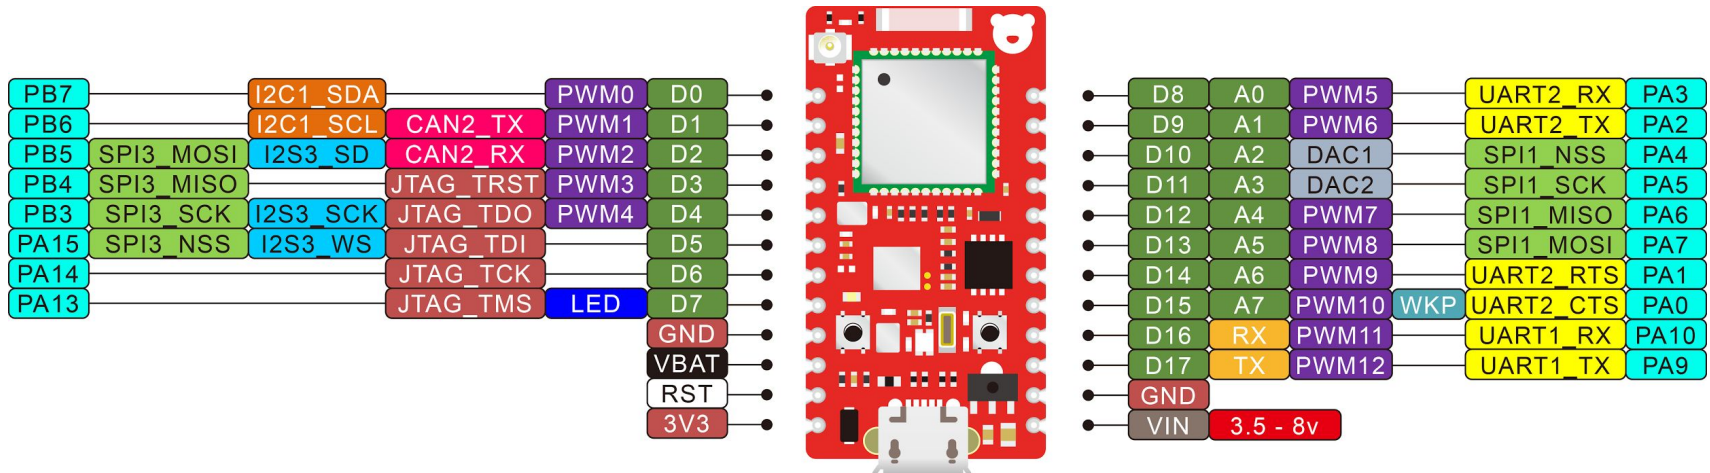 PB7 I2C1_SDA PWM0 D0
PB6 I2C1_SCL CAN2_TX PWM1 D1
PB5 SPI3_MOSI I2S3_SD CAN2_RX PWM2 D2
PB4 SPI3_MISO JTAG_TRST PWM3 D3
PB3 SPI3_SCK I2S3_SCK JTAG_TDO PWM4 D4
PA15 SPI3_NSS I2S3_WS JTAG_TDI D5
PA14 JTAG_TCK D6
PA13 JTAG_TMS LED D7
GND
VBAT
RST
3V3
D8 A0 PWM5 UART2_RX PA3
D9 A1 PWM6 UART2_TX PA2
D10 A2 DAC1 SPI1_NSS PA4
D11 A3 DAC2 SPI1_SCK PA5
D12 A4 PWM7 SPI1_MISO PA6
D13 A5 PWM8 SPI1_MOSI PA7
D14 A6 PWM9 UART2_RTS PA1
D15 A7 PWM10 WKP UART2_CTS PA0
D16 RX PWM11 UART1_RX PA10
D17 TX PWM12 UART1_TX PA9
GND
VIN 3.5 - 8v